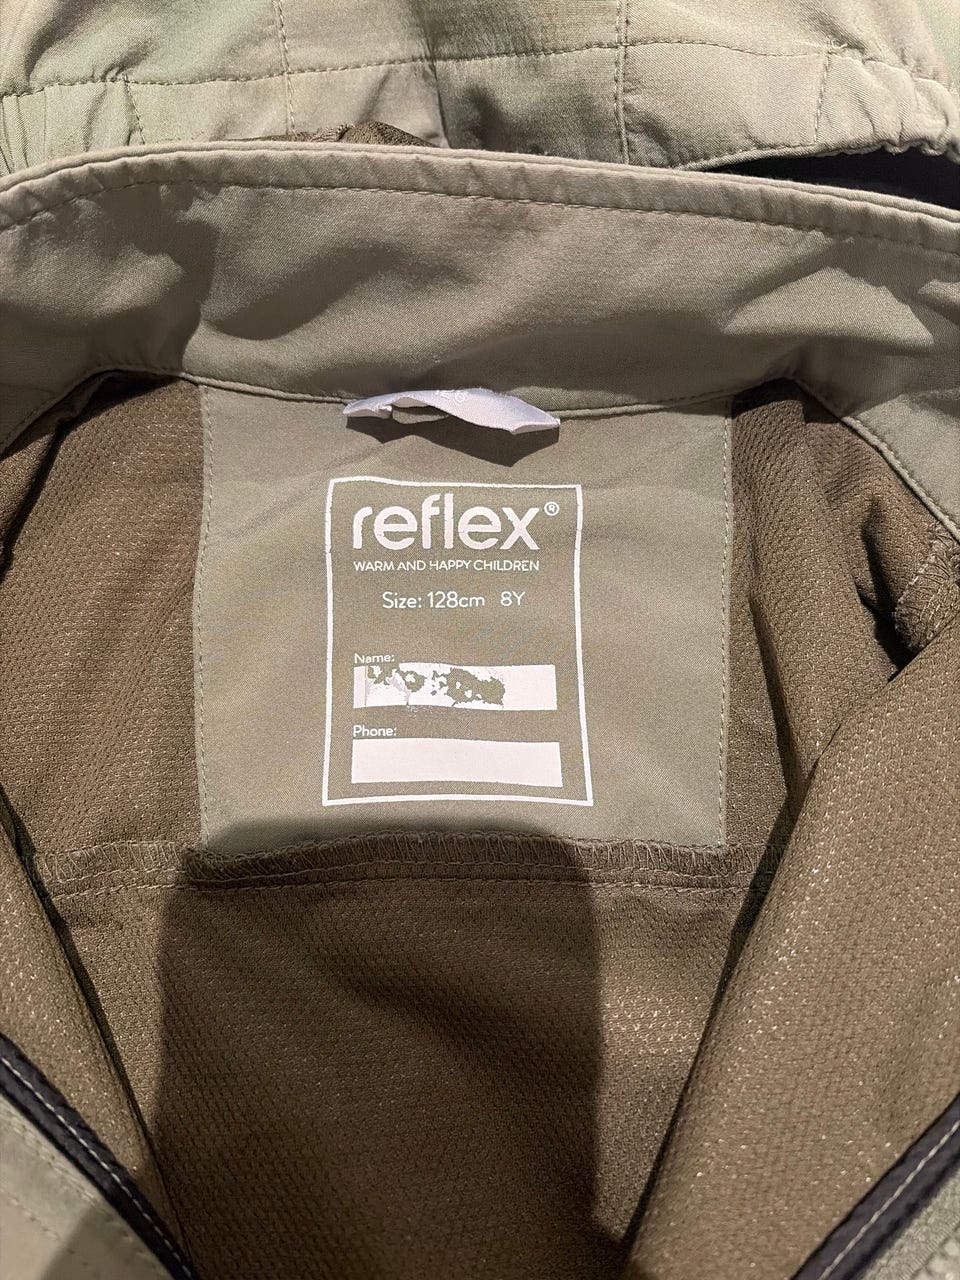 reflex®
WARM AND HAPPY CHILDREN
Size: 128cm 8Y
Name:
Phone: